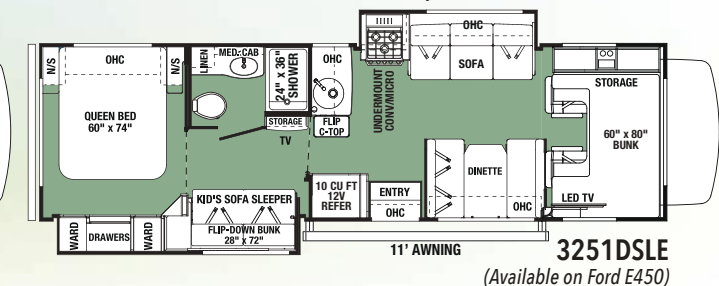 N/S
OHC
N/S
LINEN
MED. CAB
24" x 36"
SHOWER
OHC
UNDERMOUNT
CONV/MICRO
OHC
SOFA
STORAGE
QUEEN BED
60" x 74"
STORAGE
TV
FLIP
C-TOP
60" x 80"
BUNK
DINETTE
OHC
LED TV
10 CU FT
12V
REFER
ENTRY
OHC
KID'S SOFA SLEEPER
FLIP-DOWN BUNK
28" x 72"
WARD
DRAWERS
WARD
11' AWNING
3251DSLE
(Available on Ford E450)